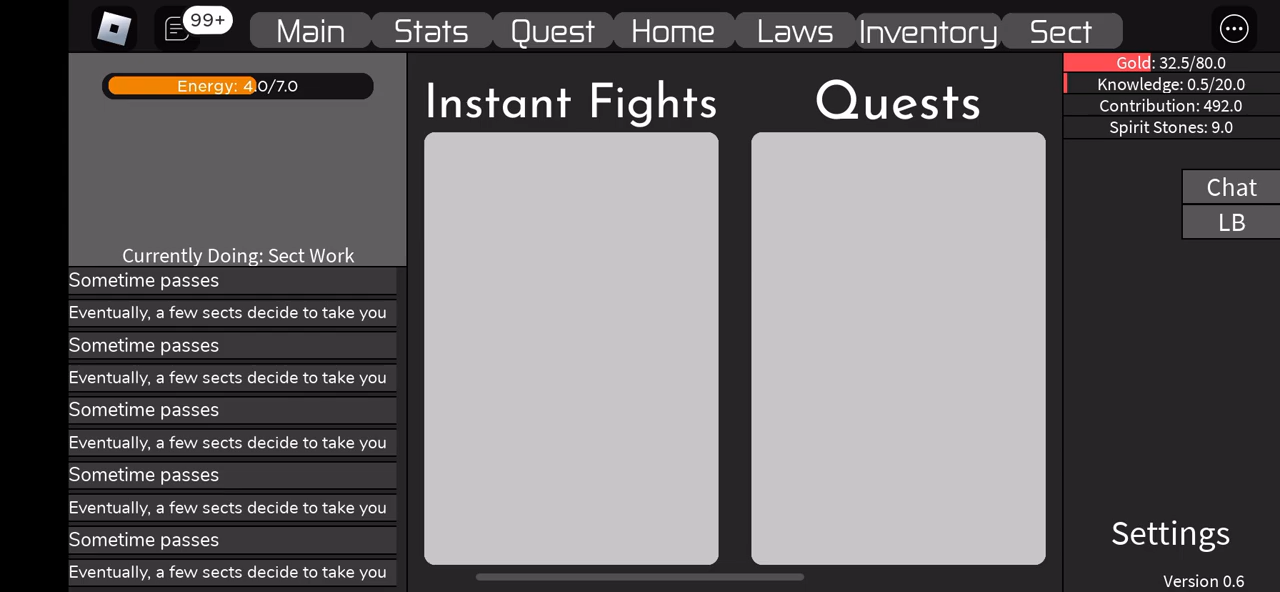 99+
Main Stats Quest Home Laws Inventory Sect
Energy: 4.0/7.0
Currently Doing: Sect Work
Sometime passes
Eventually, a few sects decide to take you
Sometime passes
Eventually, a few sects decide to take you
Sometime passes
Eventually, a few sects decide to take you
Sometime passes
Eventually, a few sects decide to take you
Sometime passes
Eventually, a few sects decide to take you
Instant Fights
Quests
Gold: 32.5/80.0
Knowledge: 0.5/20.0
Contribution: 492.0
Spirit Stones: 9.0
Chat
LB
Settings
Version 0.6